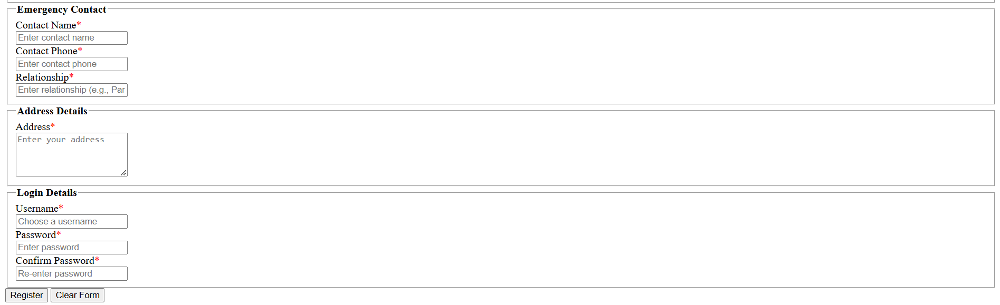 Emergency Contact
Contact Name*
Enter contact name
Contact Phone*
Enter contact phone
Relationship*
Enter relationship (e.g., Par
Address Details
Address*
Enter your address
Login Details
Username*
Choose a username
Password*
Enter password
Confirm Password*
Re-enter password
Register Clear Form